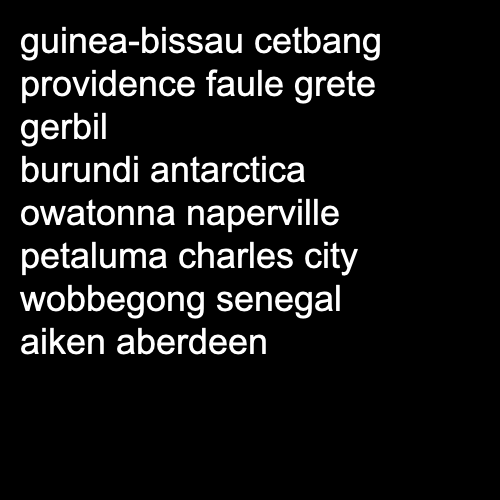 guinea-bissau cetbang
providence faule grete
gerbil
burundi antarctica
owatonna naperville
petaluma charles city
wobbegong senegal
aiken aberdeen